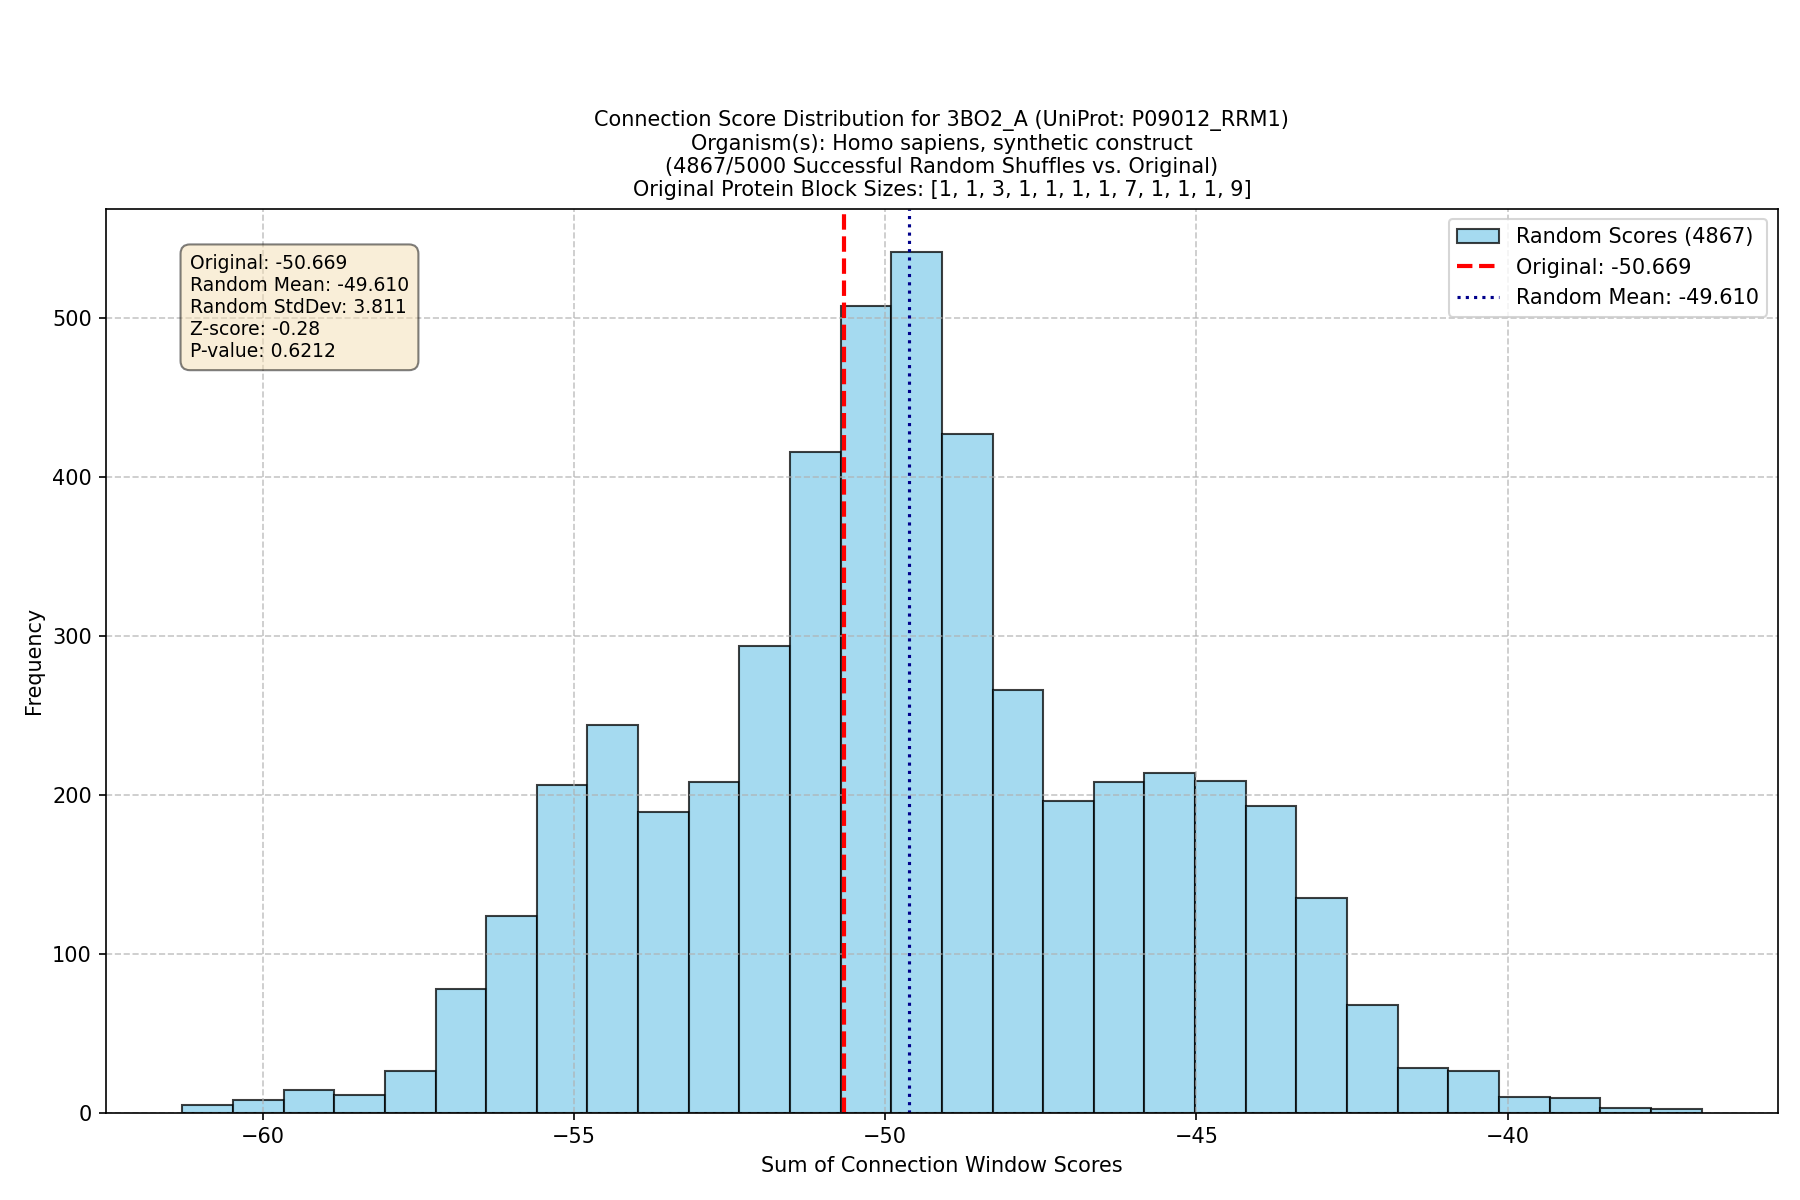 Connection Score Distribution for 3BO2_A (UniProt: P09012_RRM1)
Organism(s): Homo sapiens, synthetic construct
(4867/5000 Successful Random Shuffles vs. Original)
Original Protein Block Sizes: [1, 1, 3, 1, 1, 1, 1, 7, 1, 1, 1, 9]
Original: -50.669
Random Mean: -49.610
Random StdDev: 3.811
Z-score: -0.28
P-value: 0.6212
Random Scores (4867)
Original: -50.669
Random Mean: -49.610
Frequency
500
400
300
200
100
0
−60
−55
−50
−45
−40
Sum of Connection Window Scores